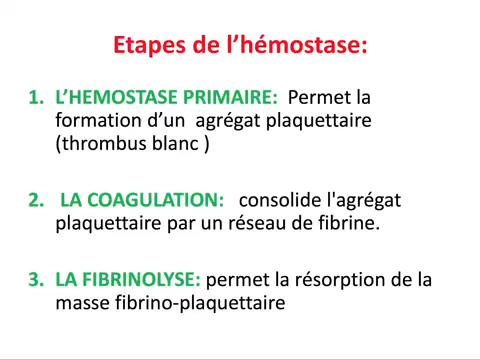 Etapes de l’hémostase:
1. L’HEMOSTASE PRIMAIRE: Permet la
formation d’un agrégat plaquettaire
(thrombus blanc )
2. LA COAGULATION: consolide l'agrégat
plaquettaire par un réseau de fibrine.
3. LA FIBRINOLYSE: permet la résorption de la
masse fibrino-plaquettaire